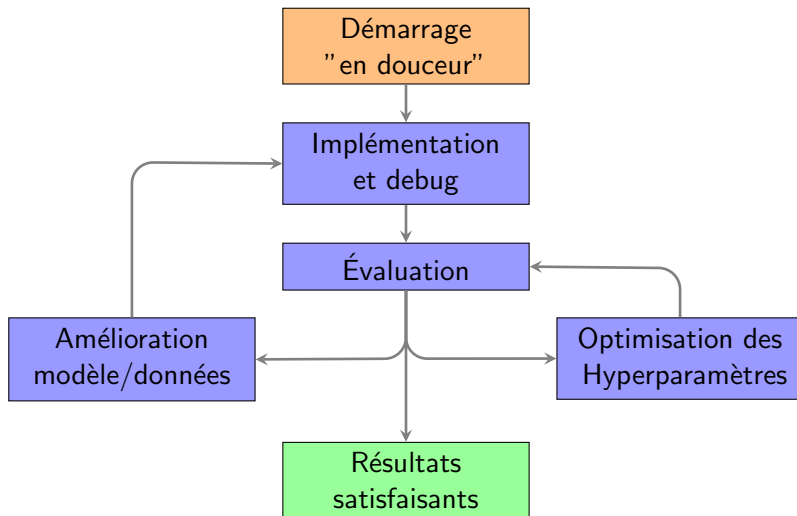 Démarrage
"en douceur"
Implémentation
et debug
Évaluation
Amélioration
modèle/données
Optimisation des
Hyperparamètres
Résultats
satisfaisants